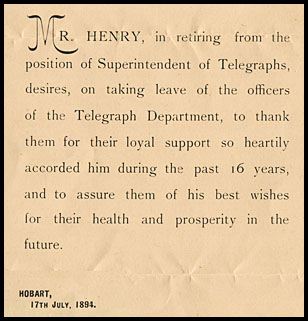 MR. HENRY, in retiring from the
position of Superintendent of Telegraphs,
desires, on taking leave of the officers
of the Telegraph Department, to thank
them for their loyal support so heartily
accorded him during the past 16 years,
and to assure them of his best wishes
for their health and prosperity in the
future.
HOBART,
17TH JULY, 1894.